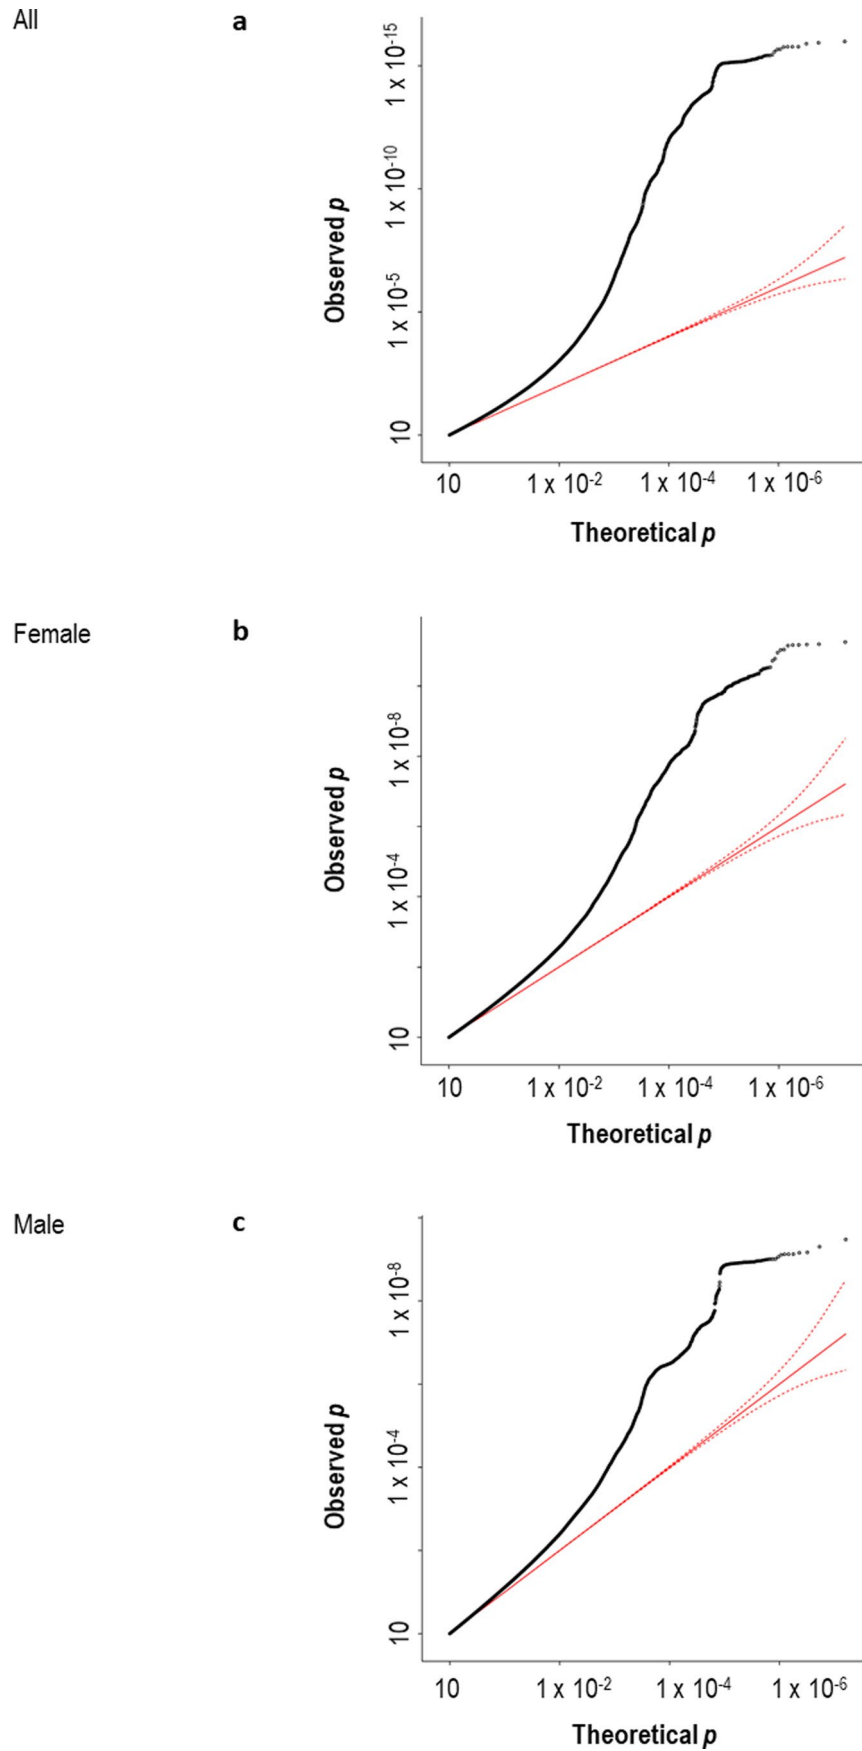 All
a
1 x 10-15
1 x 10-10
1 x 10-5
10
Observed p
10
1 x 10-2
1 x 10-4
1 x 10-6
Theoretical p
Female
b
1 x 10-8
1 x 10-4
10
Observed p
10
1 x 10-2
1 x 10-4
1 x 10-6
Theoretical p
Male
c
1 x 10-8
1 x 10-4
10
Observed p
10
1 x 10-2
1 x 10-4
1 x 10-6
Theoretical p